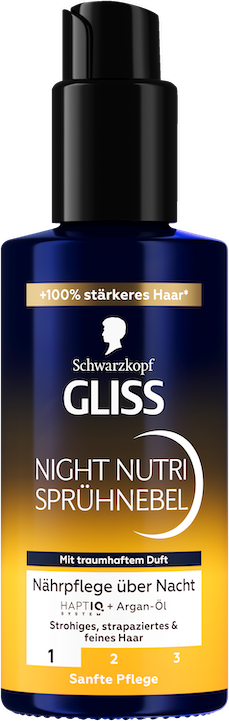 +100% stärkeres Haar*
Schwarzkopf
GLISS
NIGHT NUTRI
SPRÜHNEBEL
Mit traumhaftem Duft
Nährpflege über Nacht
HAPTIQ + Argan-Öl
SYSTEM
Strohiges, strapaziertes &
feines Haar
1 2 3
Sanfte Pflege